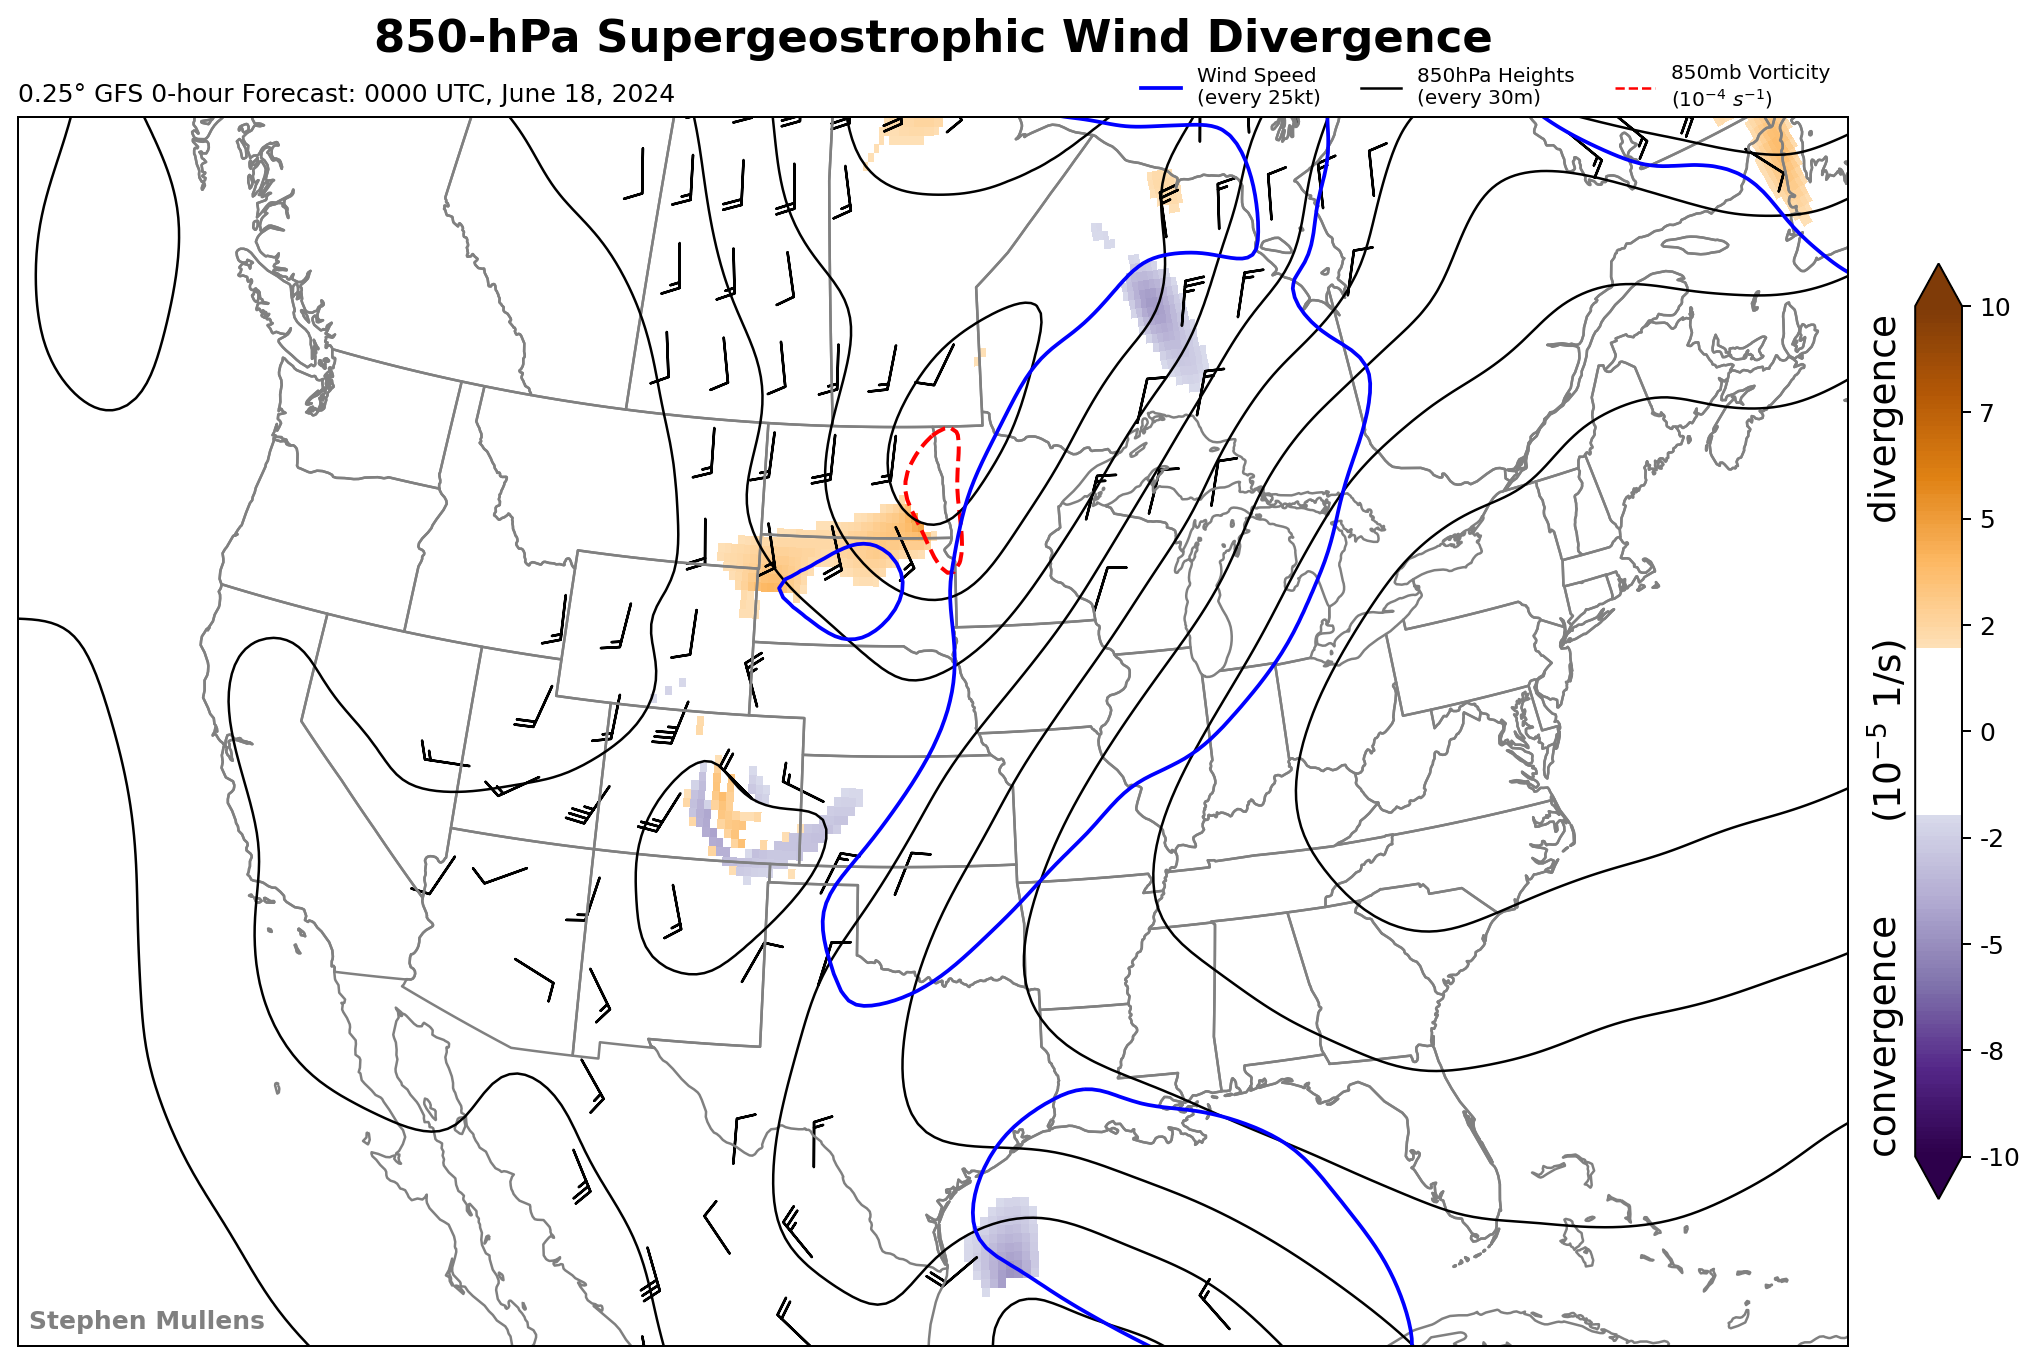 850-hPa Supergeostrophic Wind Divergence
0.25° GFS 0-hour Forecast: 0000 UTC, June 18, 2024
Wind Speed
(every 25kt)
850hPa Heights
(every 30m)
850mb Vorticity
(10⁻⁴ s⁻¹)
10
7
5
2
0
-2
-5
-8
-10
convergence (10⁻⁵ 1/s) divergence
Stephen Mullens